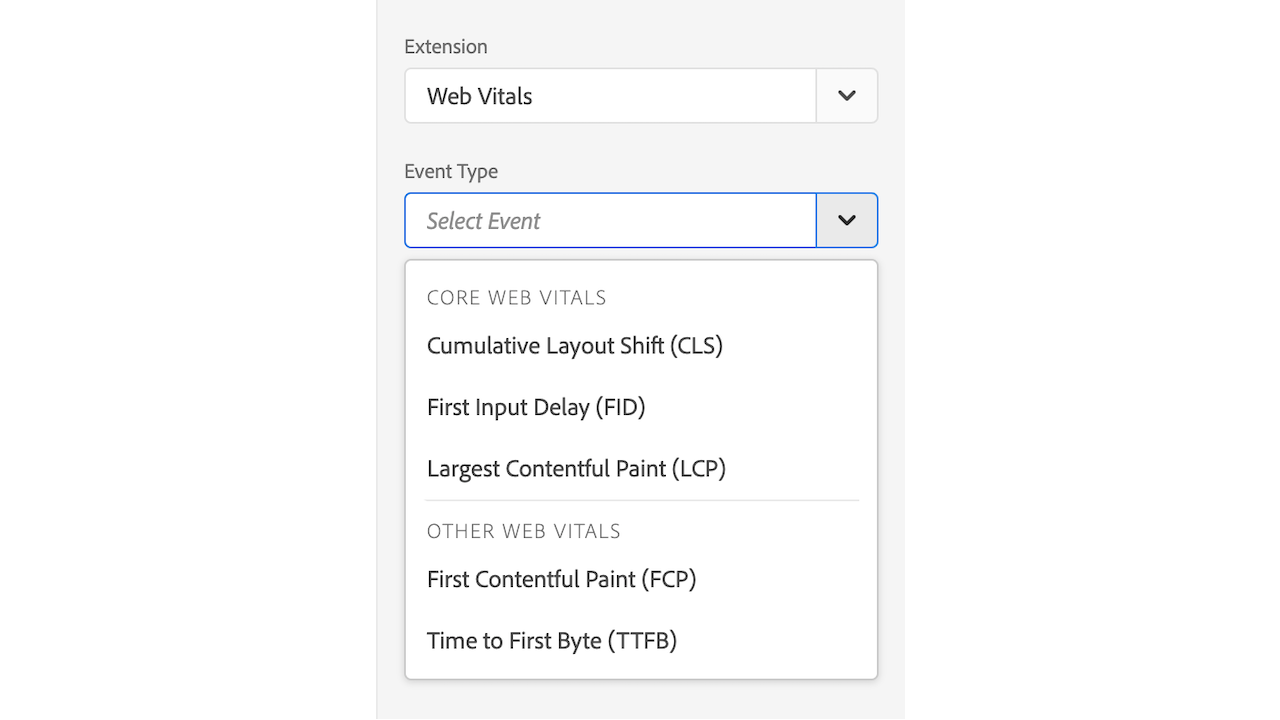 Extension
Web Vitals
Event Type
Select Event
CORE WEB VITALS
Cumulative Layout Shift (CLS)
First Input Delay (FID)
Largest Contentful Paint (LCP)
OTHER WEB VITALS
First Contentful Paint (FCP)
Time to First Byte (TTFB)